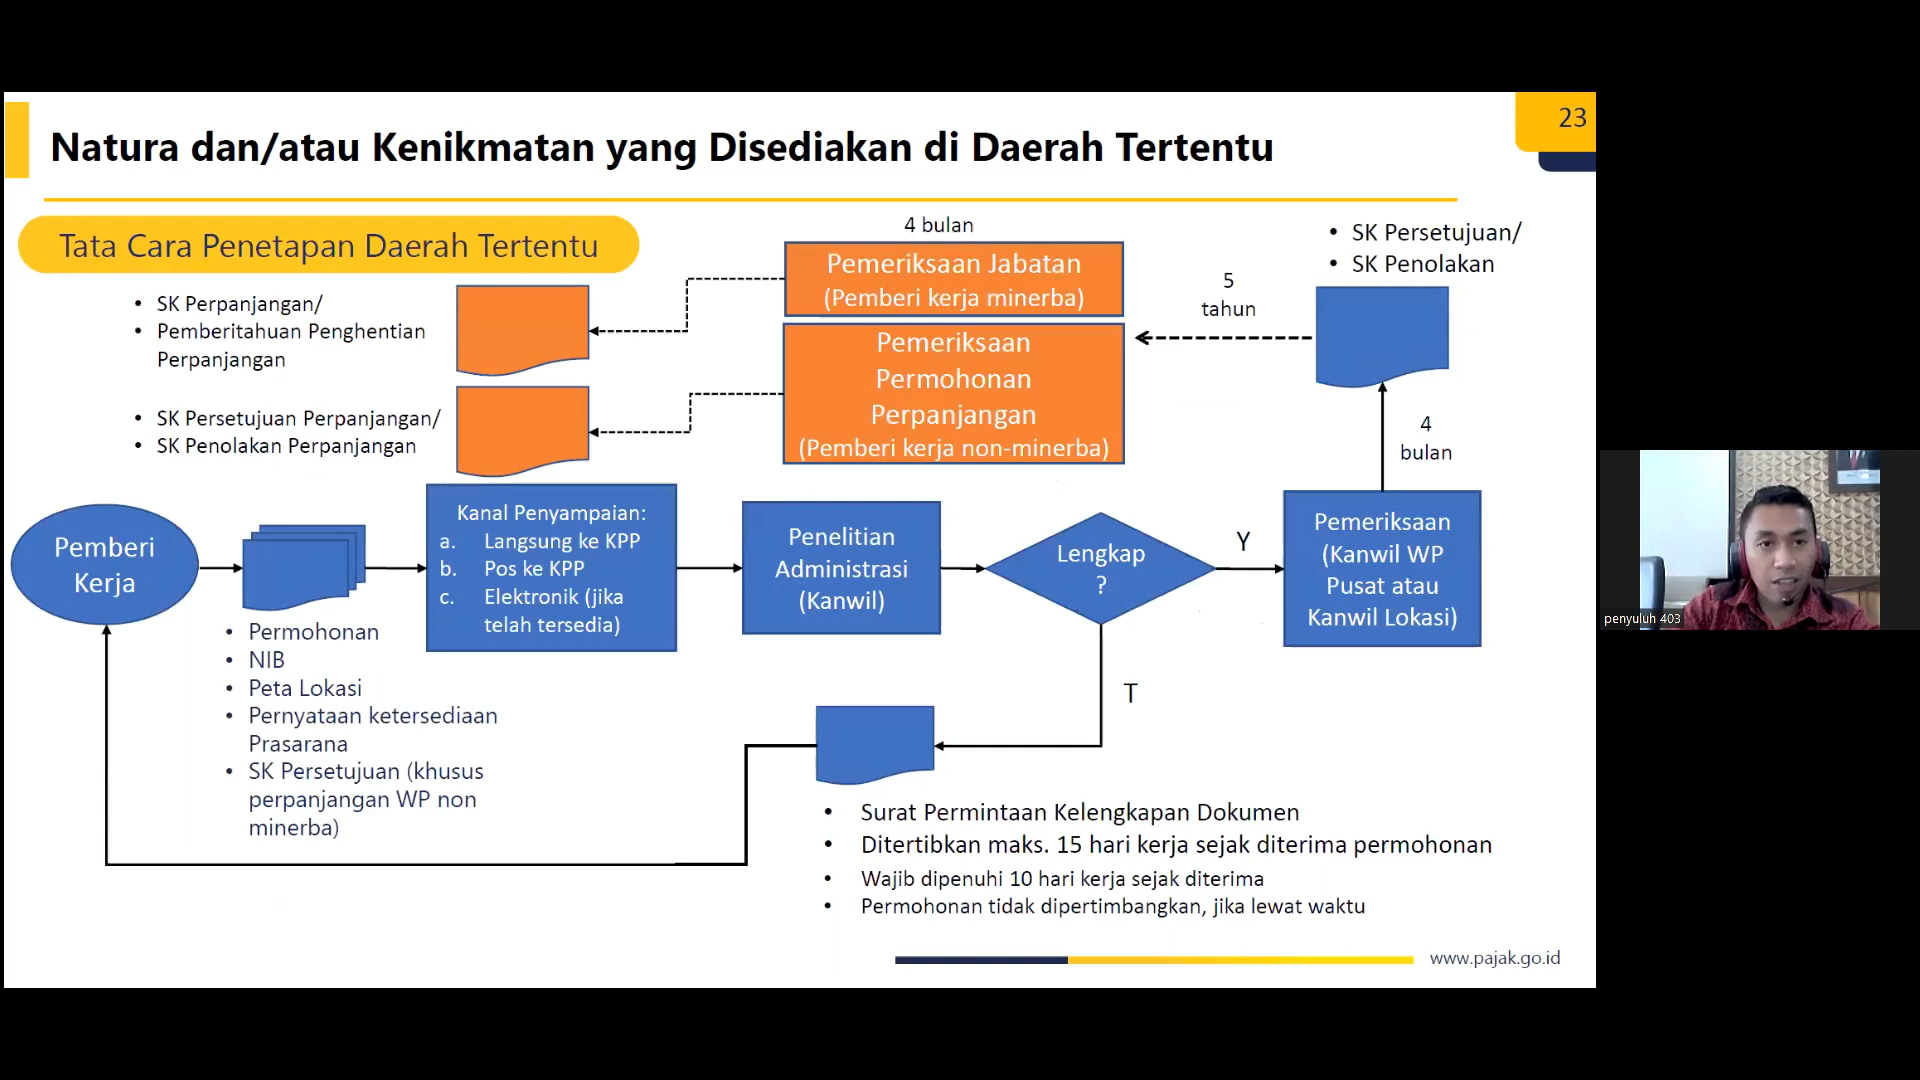 23
Natura dan/atau Kenikmatan yang Disediakan di Daerah Tertentu
Tata Cara Penetapan Daerah Tertentu
4 bulan
Pemeriksaan Jabatan
(Pemberi kerja minerba)
5
tahun
• SK Persetujuan/
• SK Penolakan
• SK Perpanjangan/
• Pemberitahuan Penghentian
Perpanjangan
Pemeriksaan
Permohonan
Perpanjangan
(Pemberi kerja non-minerba)
• SK Persetujuan Perpanjangan/
• SK Penolakan Perpanjangan
4
bulan
Pemberi
Kerja
Kanal Penyampaian:
a. Langsung ke KPP
b. Pos ke KPP
c. Elektronik (jika
telah tersedia)
Penelitian
Administrasi
(Kanwil)
Lengkap
?
Y
Pemeriksaan
(Kanwil WP
Pusat atau
Kanwil Lokasi)
• Permohonan
• NIB
• Peta Lokasi
• Pernyataan ketersediaan
Prasarana
• SK Persetujuan (khusus
perpanjangan WP non
minerba)
T
• Surat Permintaan Kelengkapan Dokumen
• Ditertibkan maks. 15 hari kerja sejak diterima permohonan
• Wajib dipenuhi 10 hari kerja sejak diterima
• Permohonan tidak dipertimbangkan, jika lewat waktu
www.pajak.go.id
penyuluh 403